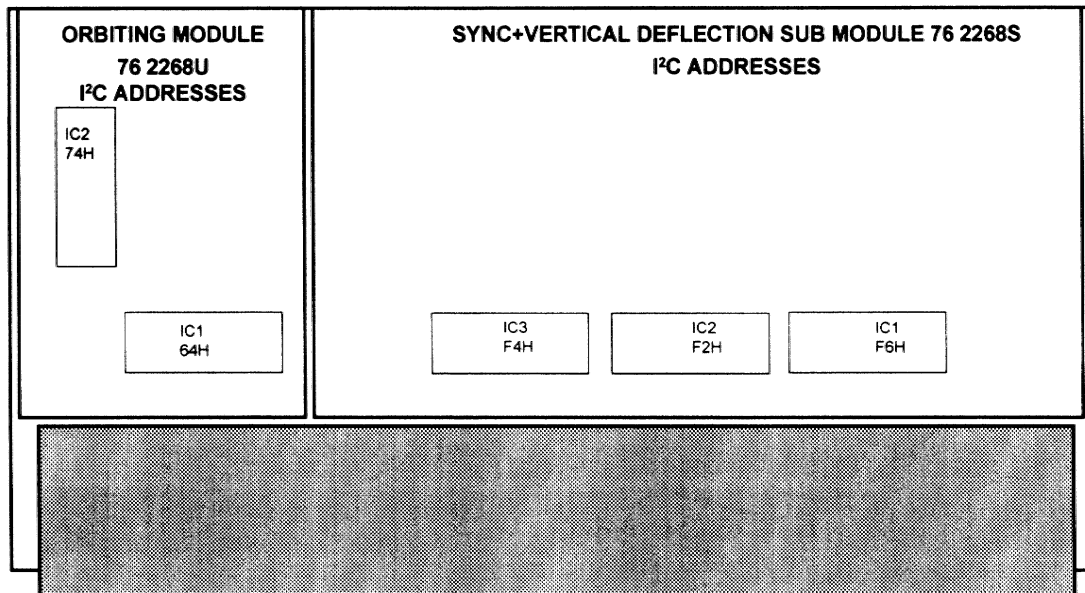 ORBITING MODULE
76 2268U
I²C ADDRESSES
IC2
74H
IC1
64H
SYNC+VERTICAL DEFLECTION SUB MODULE 76 2268S
I²C ADDRESSES
IC3
F4H
IC2
F2H
IC1
F6H